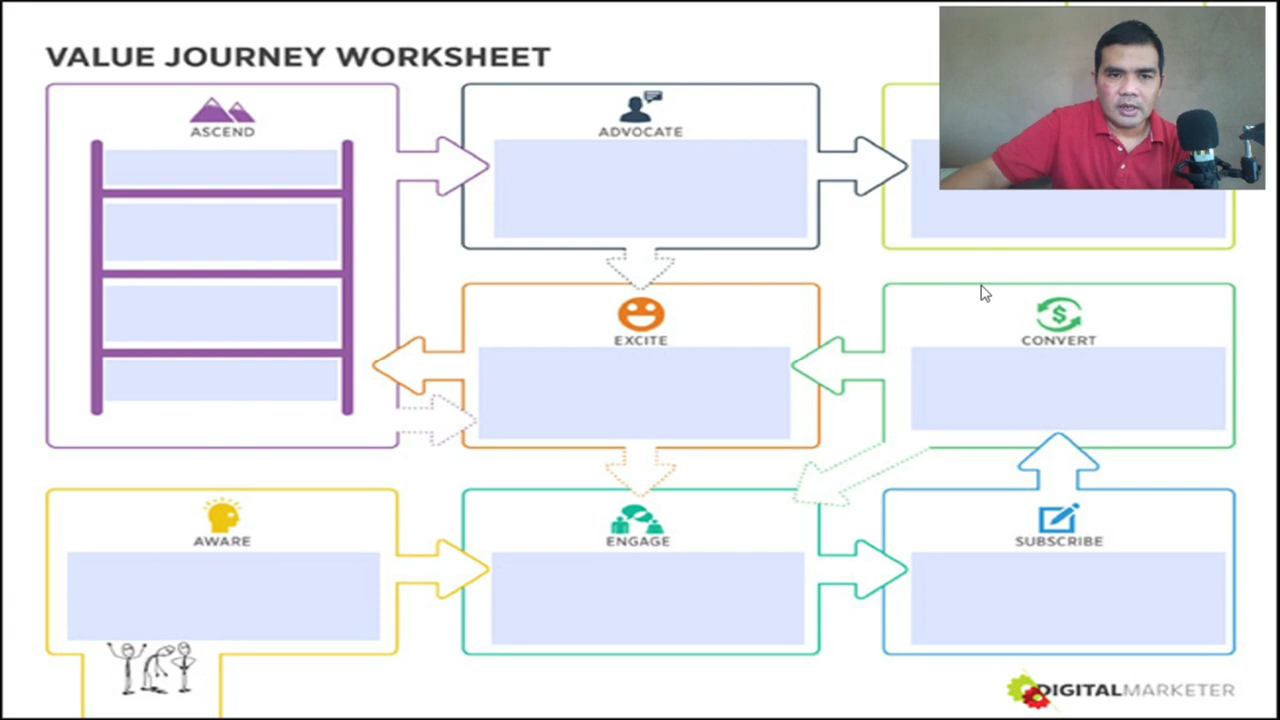 VALUE JOURNEY WORKSHEET
ASCEND
ADVOCATE
EXCITE
CONVERT
AWARE
ENGAGE
SUBSCRIBE
DIGITALMARKETER